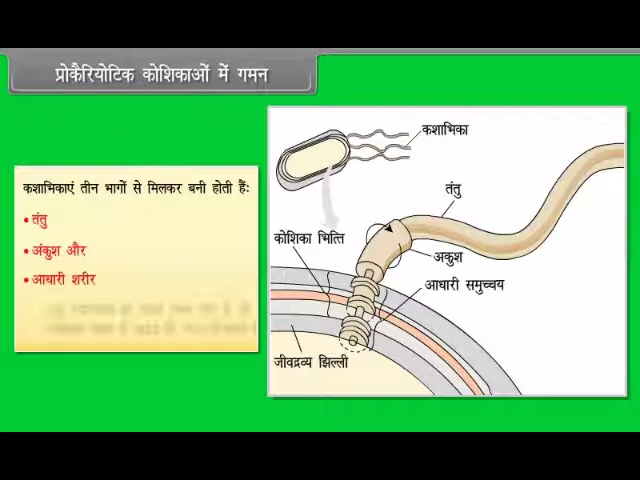 प्रोकैरियोटिक कोशिकाओं में गमन
कशाभिकाएं तीन भागों से मिलकर बनी होती हैं:
• तंतु
• अंकुश और
• आधारी शरीर
कशाभिका
तंतु
कोशिका भित्ति
अंकुश
आधारी समुच्चय
जीवद्रव्य झिल्ली